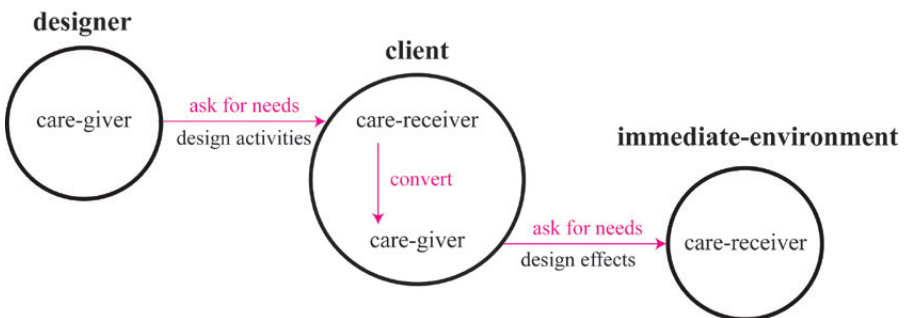 designer
care-giver
ask for needs
design activities
client
care-receiver
convert
care-giver
ask for needs
design effects
immediate-environment
care-receiver